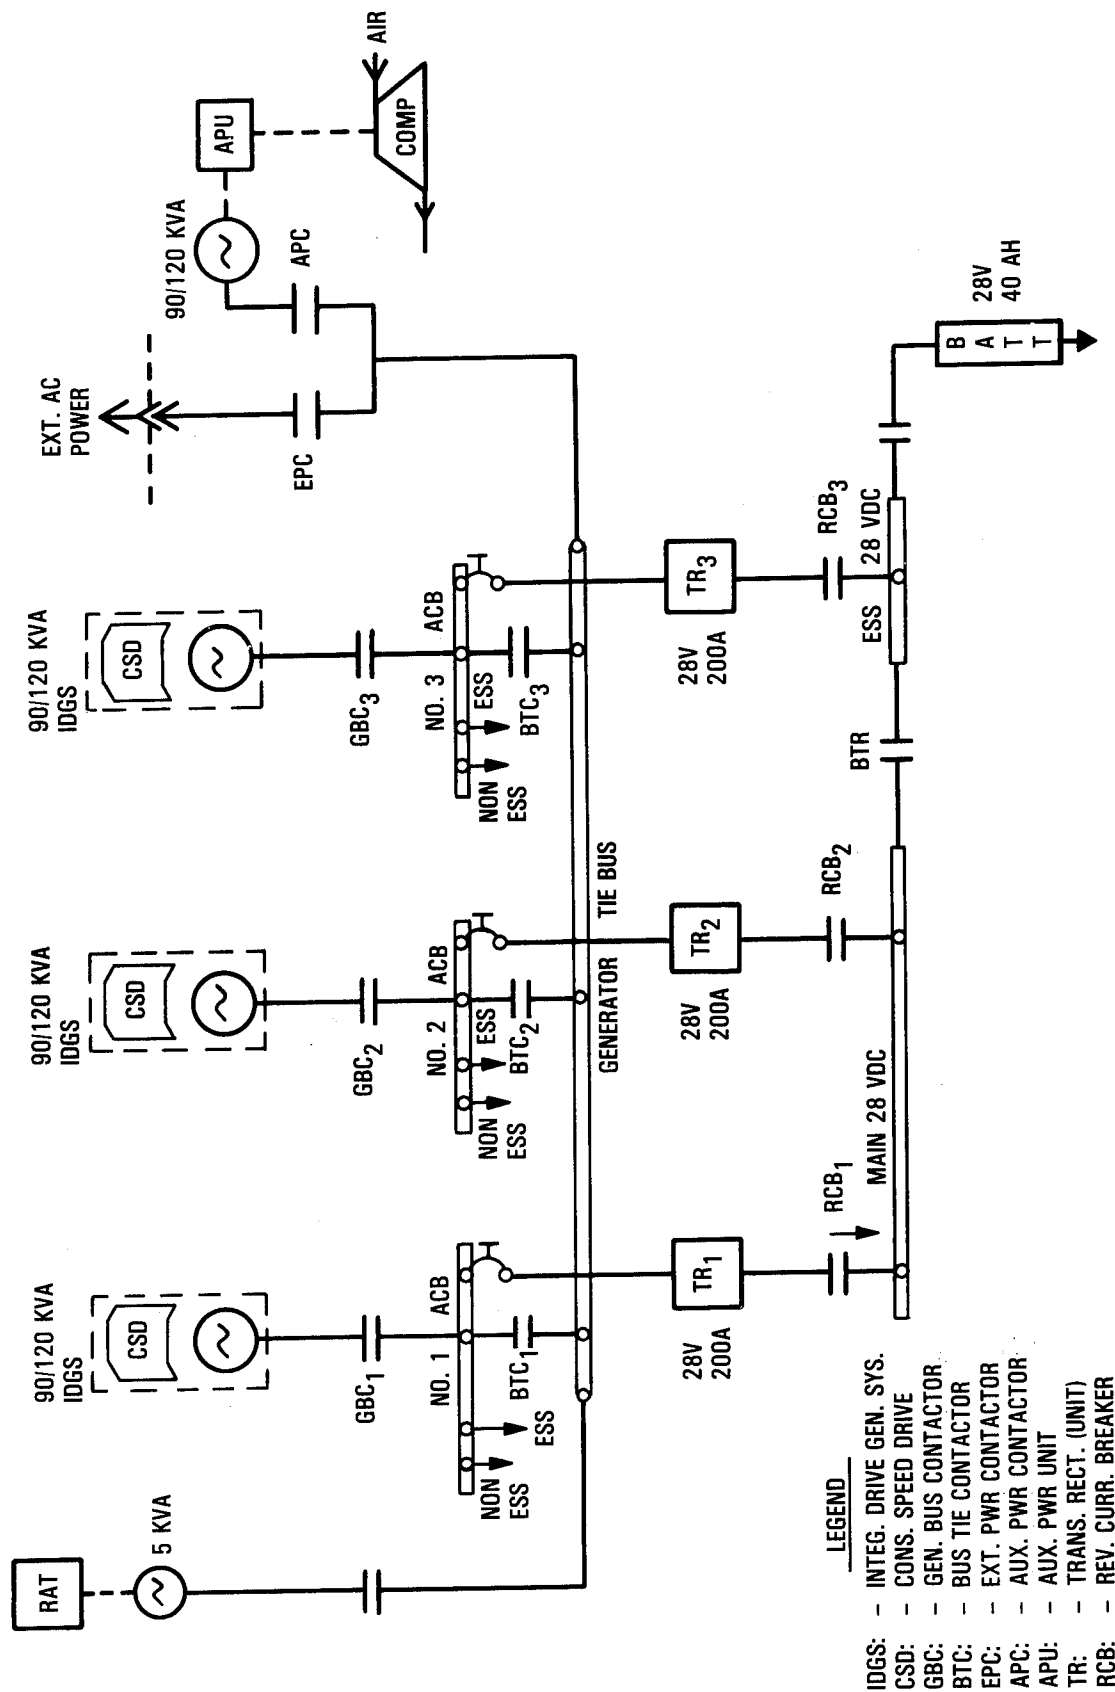 RAT
5 KVA
90/120 KVA
IDGS
CSD
GBC1
NO. 1
ACB
NON
ESS
ESS
BTC1
90/120 KVA
IDGS
CSD
GBC2
NO. 2
ACB
NON
ESS
ESS
BTC2
90/120 KVA
IDGS
CSD
GBC3
NO. 3
ACB
NON
ESS
ESS
BTC3
EXT. AC
POWER
EPC
90/120 KVA
APC
APU
COMP
AIR
GENERATOR TIE BUS
28V
200A
TR1
28V
200A
TR2
28V
200A
TR3
RCB1
RCB2
RCB3
MAIN 28 VDC
BTR
ESS 28 VDC
BATT
28V
40 AH
LEGEND
IDGS: – INTEG. DRIVE GEN. SYS.
CSD: – CONS. SPEED DRIVE
GBC: – GEN. BUS CONTACTOR
BTC: – BUS TIE CONTACTOR
EPC: – EXT. PWR CONTACTOR
APC: – AUX. PWR CONTACTOR
APU: – AUX. PWR UNIT
TR: – TRANS. RECT. (UNIT)
RCB: – REV. CURR. BREAKER